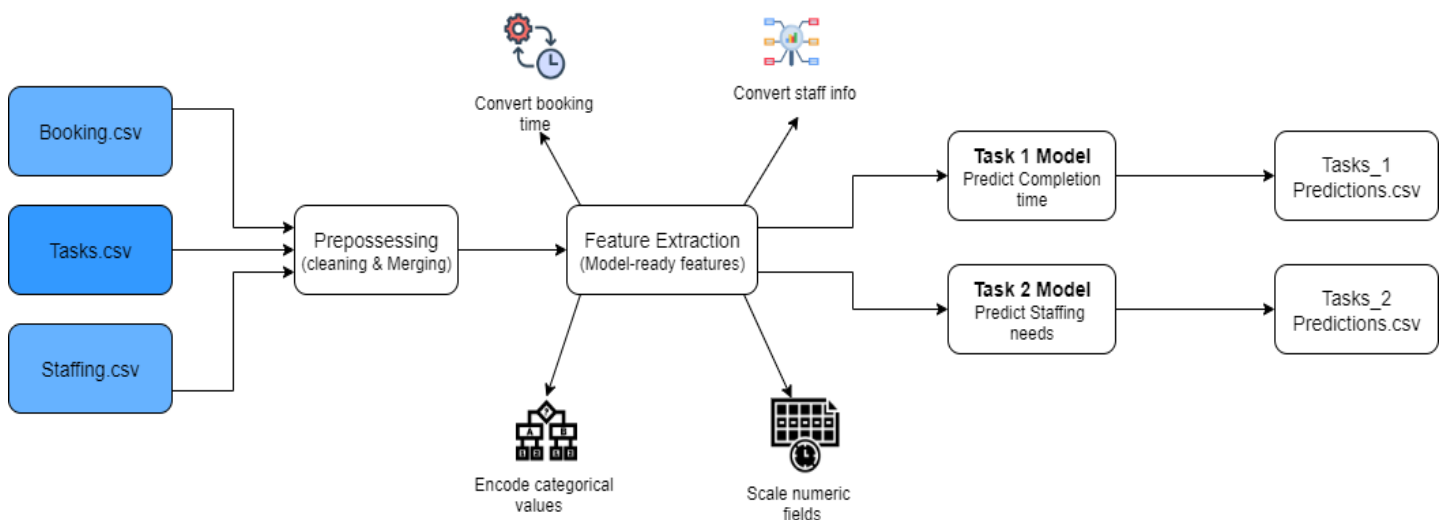 Convert booking
time
Convert staff info
Booking.csv
Tasks.csv
Staffing.csv
Prepossessing
(cleaning & Merging)
Feature Extraction
(Model-ready features)
Task 1 Model
Predict Completion
time
Tasks_1
Predictions.csv
Task 2 Model
Predict Staffing
needs
Tasks_2
Predictions.csv
?
A
B
Encode categorical
values
Scale numeric
fields